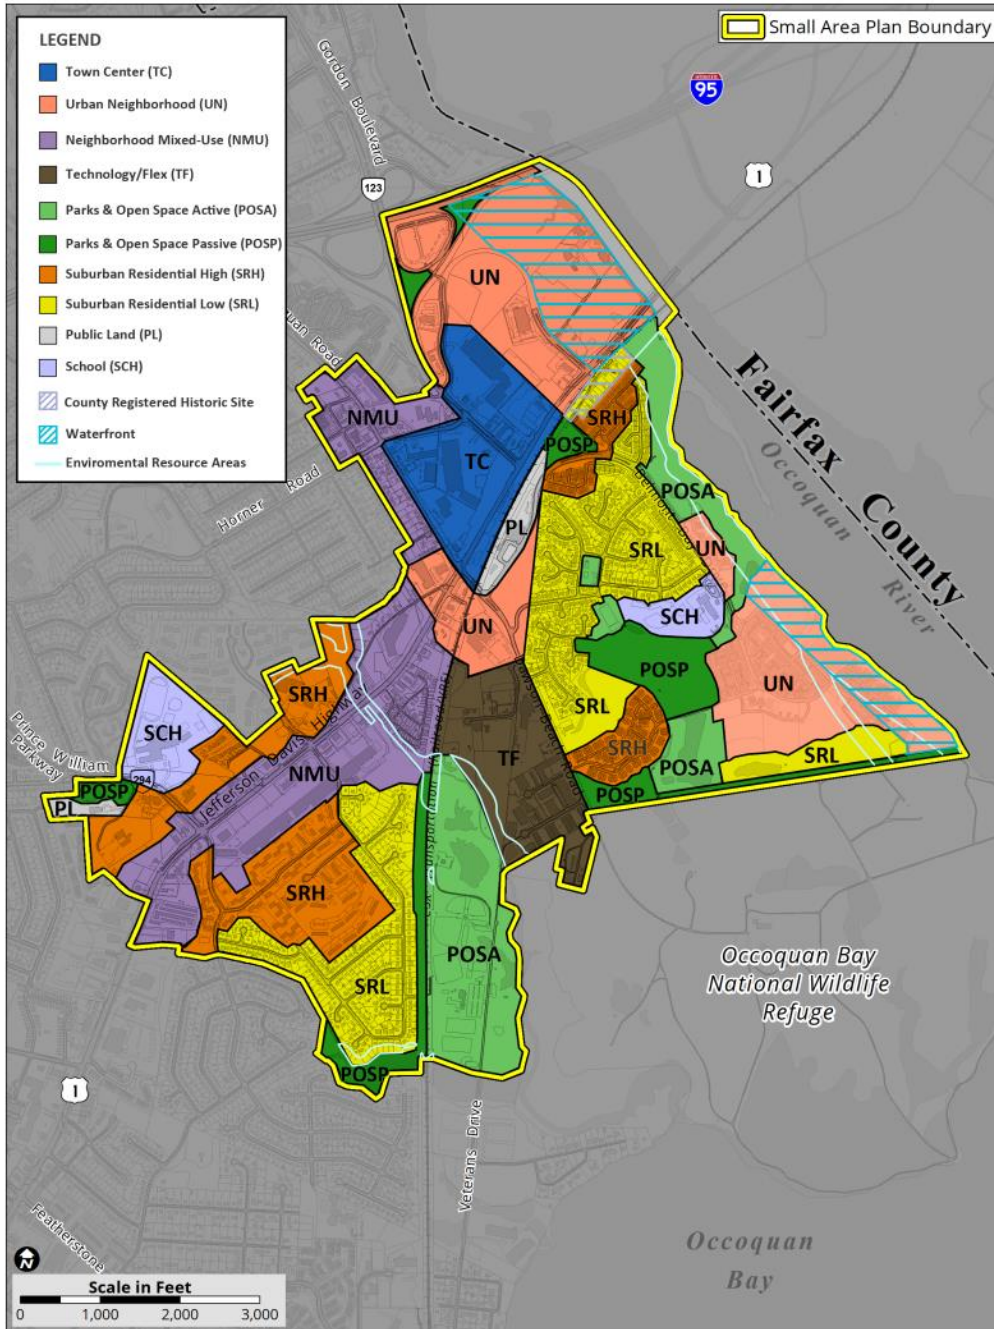 Small Area Plan Boundary
LEGEND
Town Center (TC)
Urban Neighborhood (UN)
Neighborhood Mixed-Use (NMU)
Technology/Flex (TF)
Parks & Open Space Active (POSA)
Parks & Open Space Passive (POSP)
Suburban Residential High (SRH)
Suburban Residential Low (SRL)
Public Land (PL)
School (SCH)
County Registered Historic Site
Waterfront
Enviromental Resource Areas
Gordon Boulevard
95
1
123
UN
Road
NMU
SRH
POSP
TC
Fairfax County
Occoquan River
Horner Road
POSA
PL
SRL
UN
SCH
UN
POSP
UN
SRH
SRL
SCH
Prince William Parkway
294
Jefferson Davis Highway
NMU
TF
SRH
POSA
SRL
POSP
POSP
PL
SRH
POSA
SRL
Occoquan Bay
National Wildlife
Refuge
POSP
1
Veterans Drive
Featherstone
N
Occoquan
Bay
Scale in Feet
0 1,000 2,000 3,000